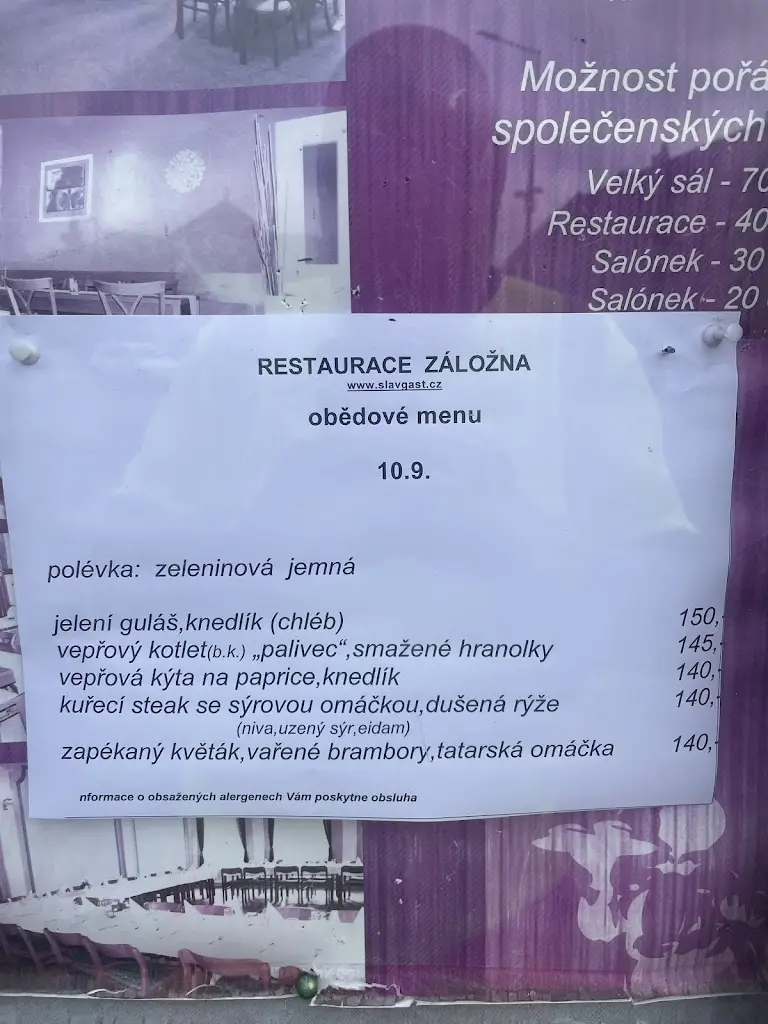 Možnost pořá
společenských
Velký sál - 70
Restaurace - 40
Salónek - 30
Salónek - 20
RESTAURACE ZÁLOŽNA
www.slavgast.cz
obědové menu
10.9.
polévka: zeleninová jemná
jelení guláš,knedlík (chléb) 150,-
vepřový kotlet(b.k.) „palivec“,smažené hranolky 145,-
vepřová kýta na paprice,knedlík 140,-
kuřecí steak se sýrovou omáčkou,dušená rýže 140,-
(niva,uzený sýr,eidam)
zapékaný květák,vařené brambory,tatarská omáčka 140,-
nformace o obsažených alergenech Vám poskytne obsluha